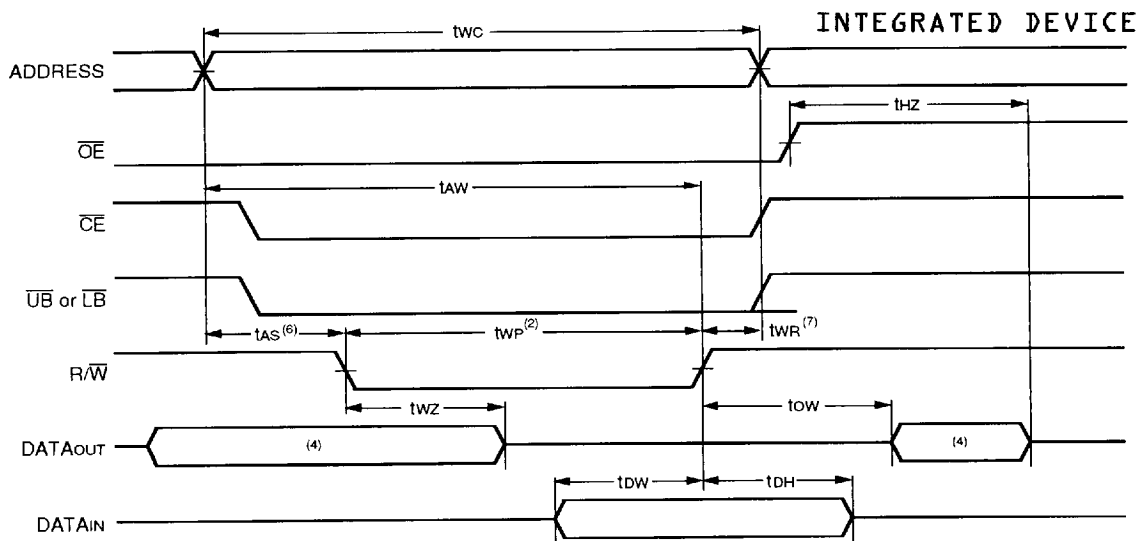 INTEGRATED DEVICE
tWC
ADDRESS
tHZ
OE
tAW
CE
UB or LB
tAS(6)
tWP(2)
tWR(7)
R/W
tWZ
tOW
DATAOUT
(4)
(4)
tDW
tDH
DATAIN